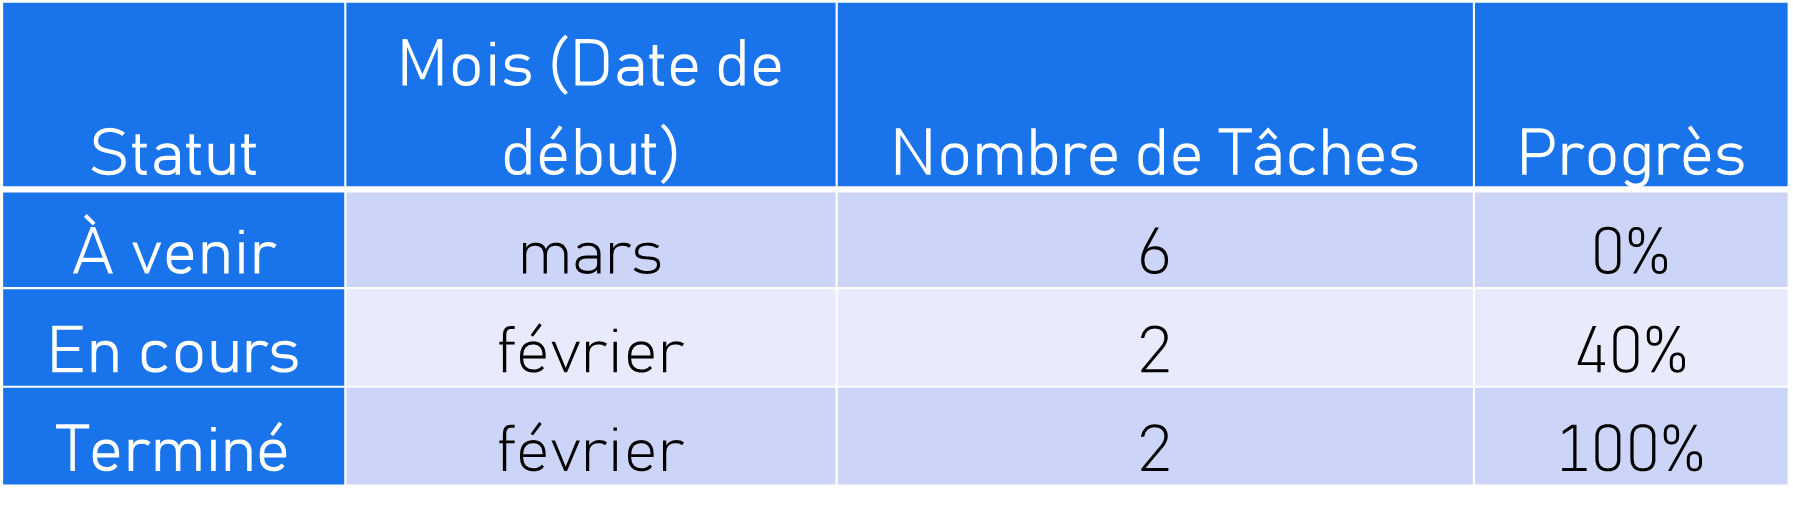 Statut Mois (Date de début) Nombre de Tâches Progrès
À venir mars 6 0%
En cours février 2 40%
Terminé février 2 100%